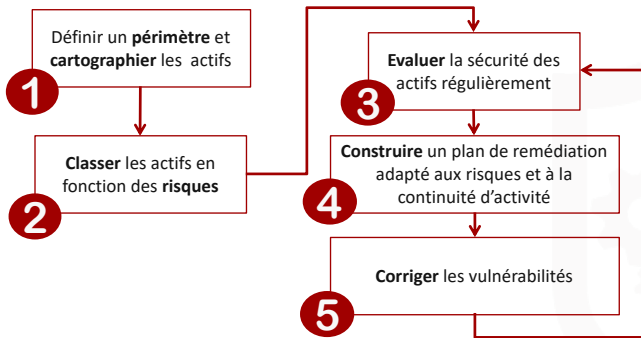 Définir un périmètre et
cartographier les actifs
1
Classer les actifs en
fonction des risques
2
Evaluer la sécurité des
actifs régulièrement
3
Construire un plan de remédiation
adapté aux risques et à la
continuité d'activité
4
Corriger les vulnérabilités
5